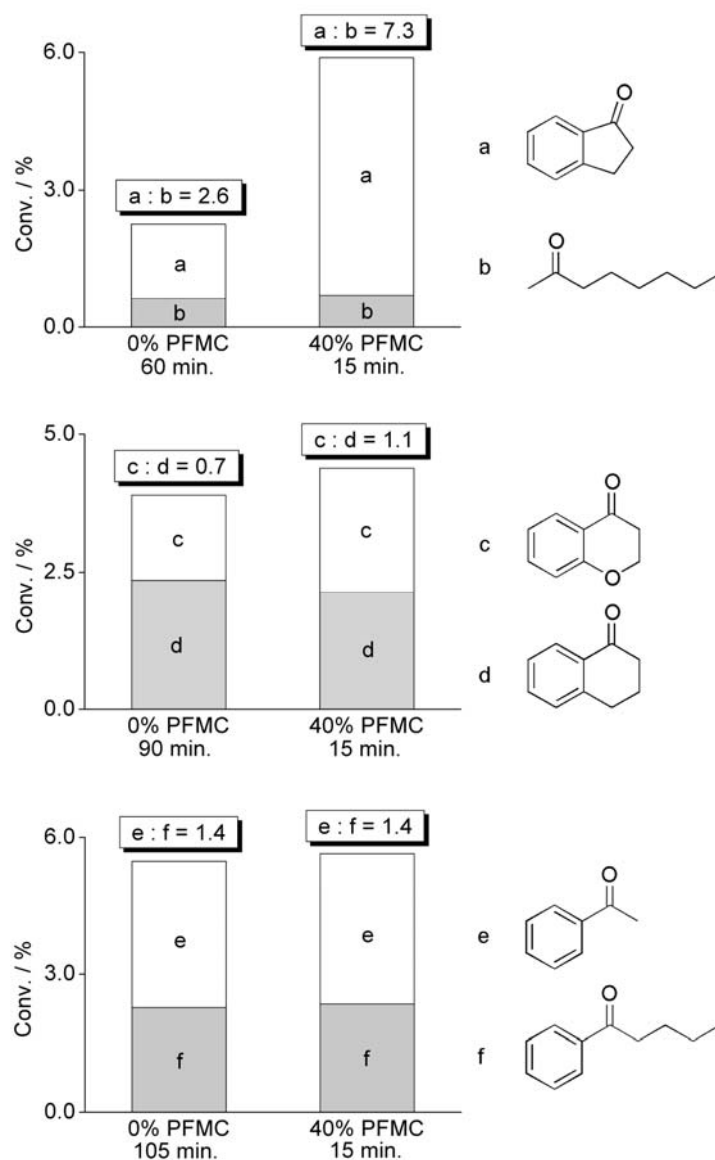 a : b = 7.3
6.0
a : b = 2.6
Conv. / %
3.0
a
a
b
b
0.0
0% PFMC
60 min.
40% PFMC
15 min.
a
O
b
O
5.0
c : d = 0.7
c : d = 1.1
Conv. / %
2.5
c
c
d
d
0.0
0% PFMC
90 min.
40% PFMC
15 min.
c
O
O
d
O
6.0
e : f = 1.4
e : f = 1.4
Conv. / %
3.0
e
e
f
f
0.0
0% PFMC
105 min.
40% PFMC
15 min.
e
O
f
O